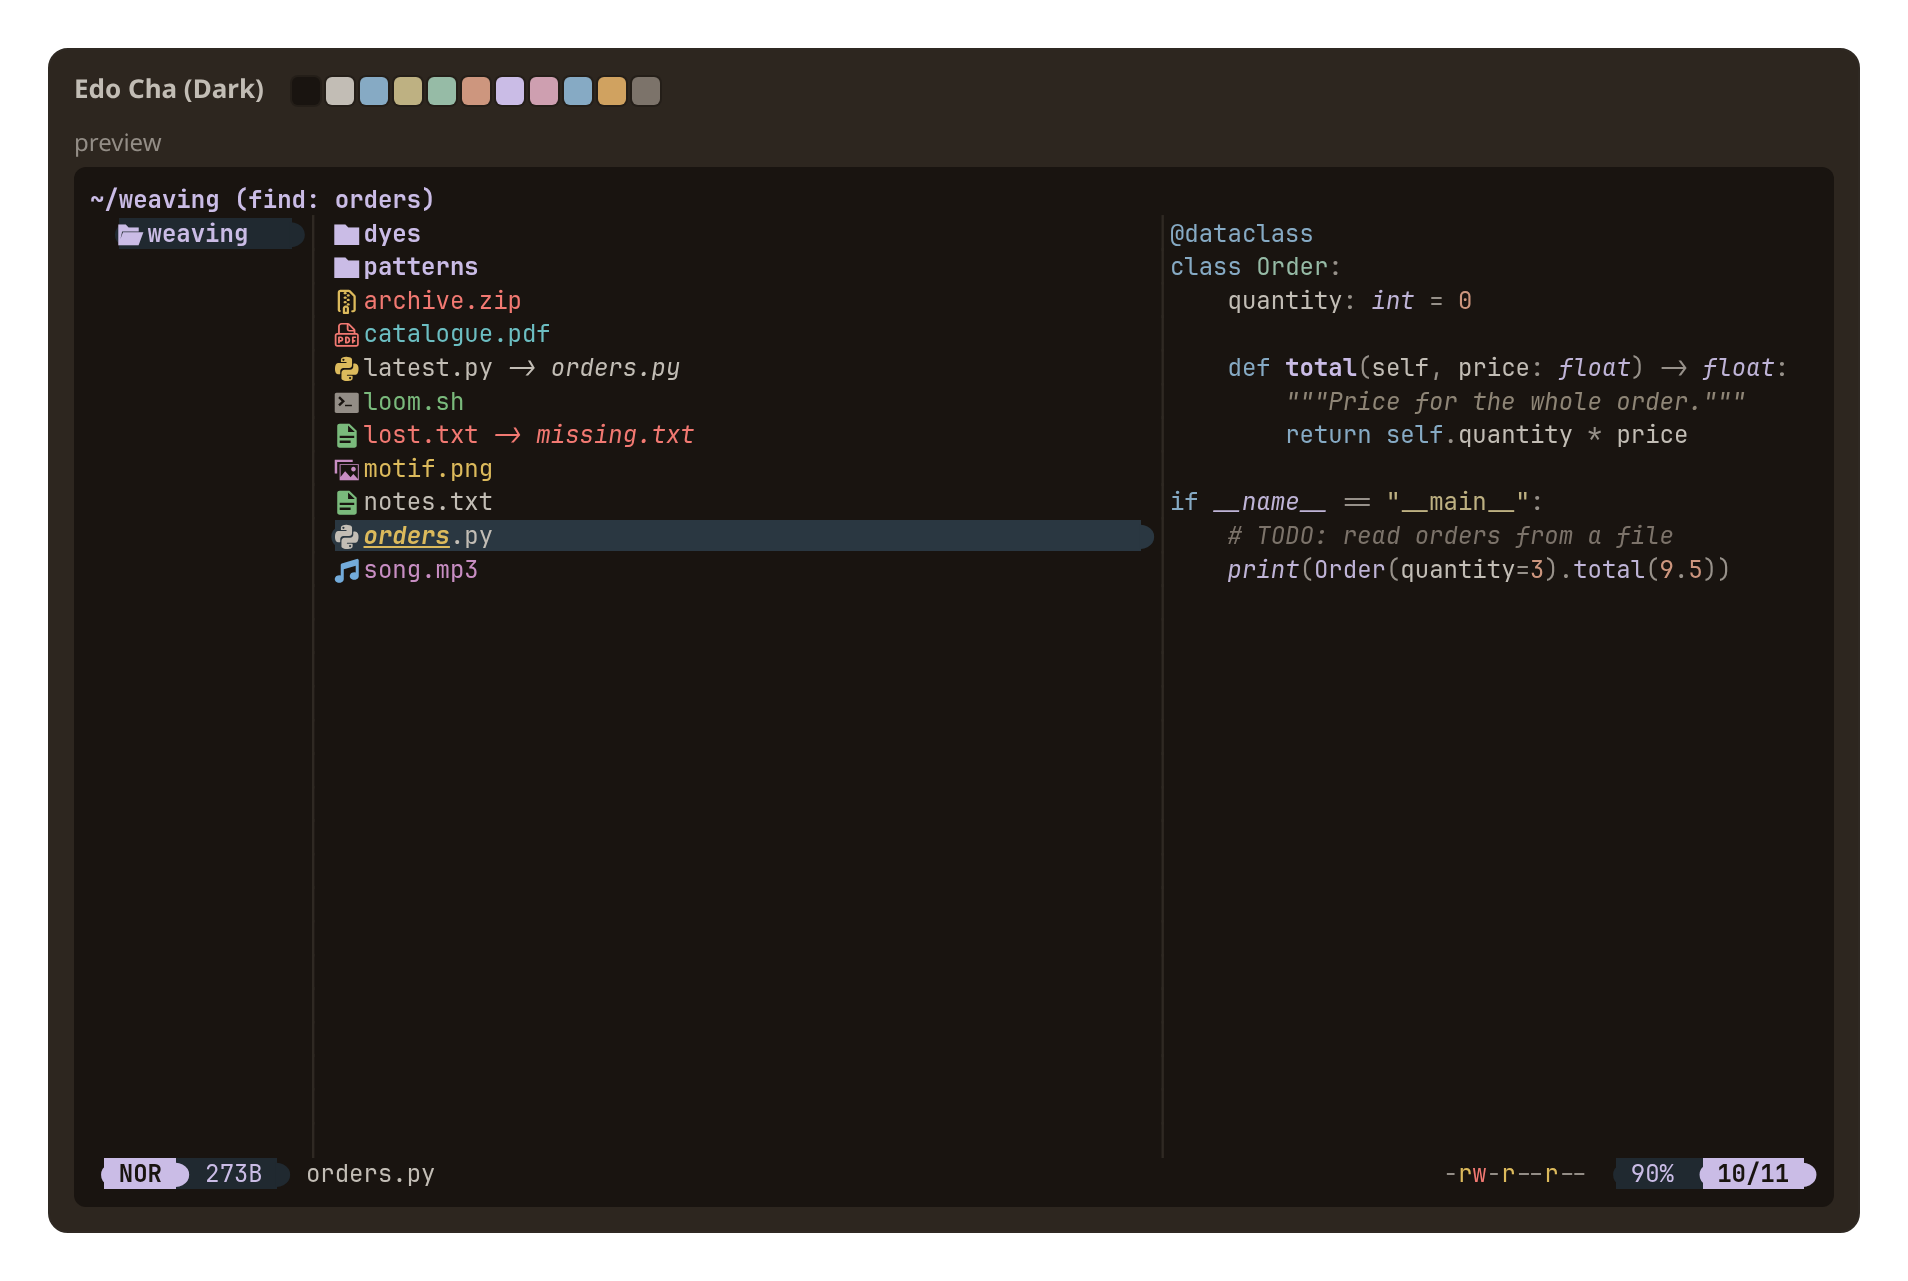 Edo Cha (Dark)
preview
~/weaving (find: orders)
weaving
dyes
patterns
archive.zip
catalogue.pdf
latest.py -> orders.py
loom.sh
lost.txt -> missing.txt
motif.png
notes.txt
orders.py
song.mp3
@dataclass
class Order:
    quantity: int = 0
    def total(self, price: float) -> float:
        """Price for the whole order."""
        return self.quantity * price
if __name__ == "__main__":
    # TODO: read orders from a file
    print(Order(quantity=3).total(9.5))
NOR 273B orders.py
-rw-r--r-- 90% 10/11